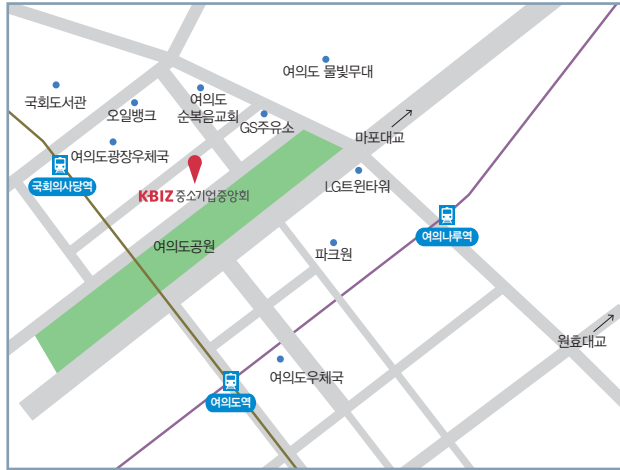 여의도 물빛무대
국회도서관
여의도
순복음교회
오일뱅크
GS주유소
마포대교
여의도광장우체국
국회의사당역
K·BIZ 중소기업중앙회
LG트윈타워
여의나루역
여의도공원
파크원
원효대교
여의도우체국
여의도역